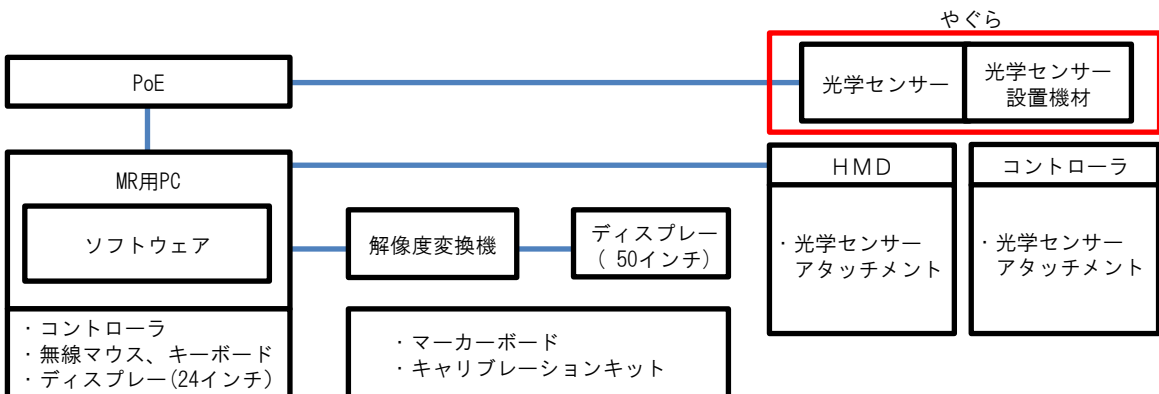 やぐら
PoE
光学センサー
光学センサー
設置機材
MR用PC
ソフトウェア
解像度変換機
ディスプレー
( 50インチ)
ＨＭＤ
・光学センサー
アタッチメント
コントローラ
・光学センサー
アタッチメント
・コントローラ
・無線マウス、キーボード
・ディスプレー(24インチ)
・マーカーボード
・キャリブレーションキット